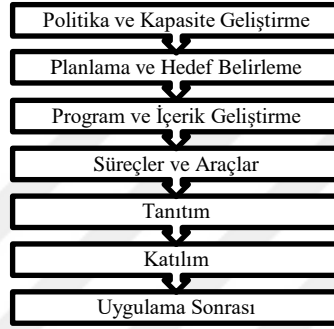 Politika ve Kapasite Geliştirme
Planlama ve Hedef Belirleme
Program ve İçerik Geliştirme
Süreçler ve Araçlar
Tanıtım
Katılım
Uygulama Sonrası